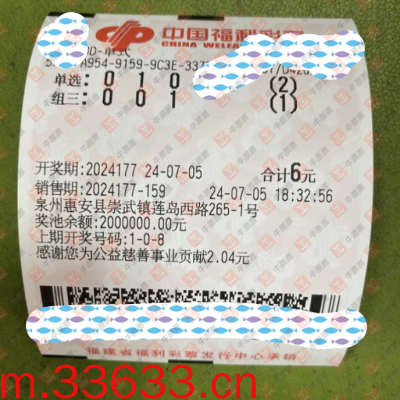 中国福利彩票
CHINA WELFA
3D-单式
A954-9159-9C3E-337
单选: 0 1 0 (2)
组三: 0 0 1 (1)
开奖期:2024177 24-07-05 合计6元
销售期:2024177-159 24-07-05 18:32:56
泉州惠安县崇武镇莲岛西路265-1号
奖池余额:2000000.00元
上期开奖号码:1-0-8
感谢您为公益慈善事业贡献2.04元
福建省福利彩票发行中心承销
m.33633.cn